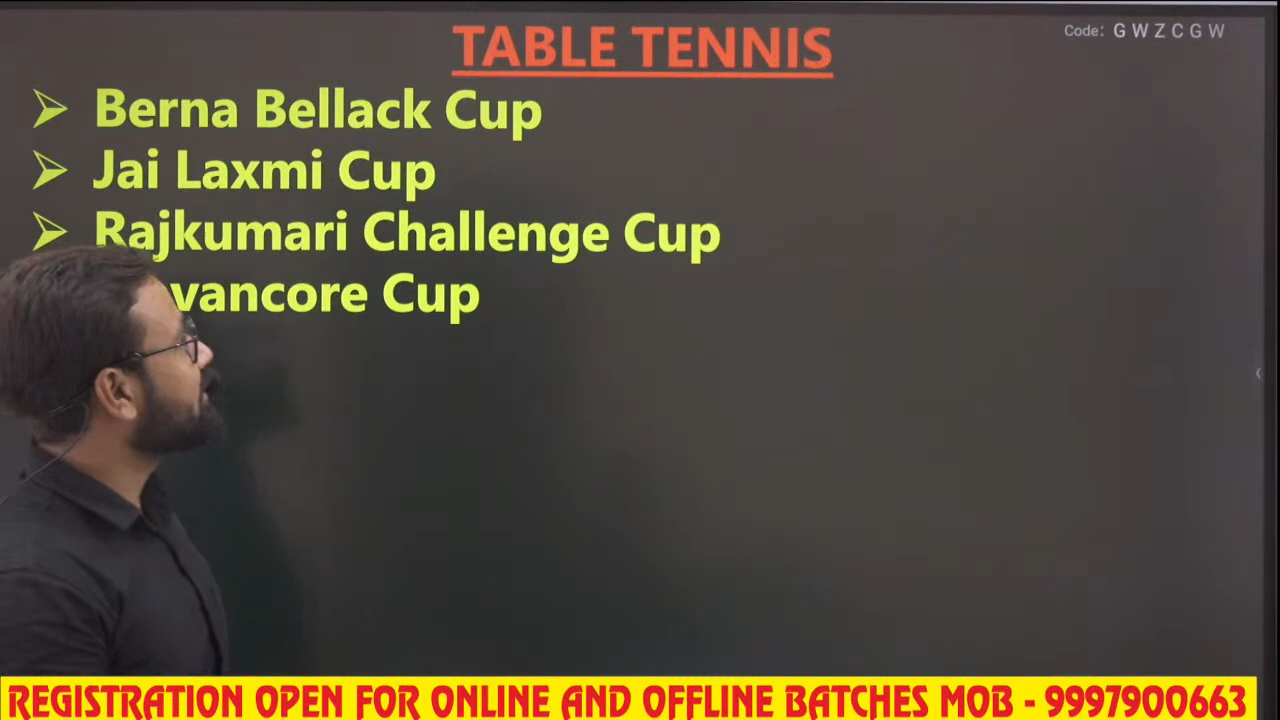 TABLE TENNIS
Code: GWZCGW
➢ Berna Bellack Cup
➢ Jai Laxmi Cup
➢ Rajkumari Challenge Cup
Cup
REGISTRATION OPEN FOR ONLINE AND OFFLINE BATCHES MOB - 9997900663